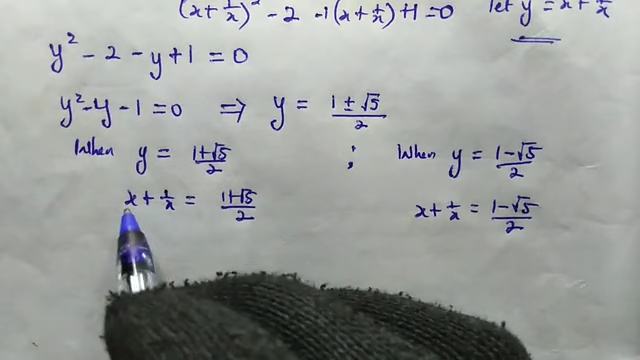 (x+1/x)² - 2 - 1(x+1/x)+1=0 let y = x+1/x
y² - 2 - y + 1 = 0
y² - y - 1 = 0 ⇒ y = (1 ± √5)/2
When y = (1+√5)/2 ; When y = (1-√5)/2
x + 1/x = (1+√5)/2 x + 1/x = (1-√5)/2